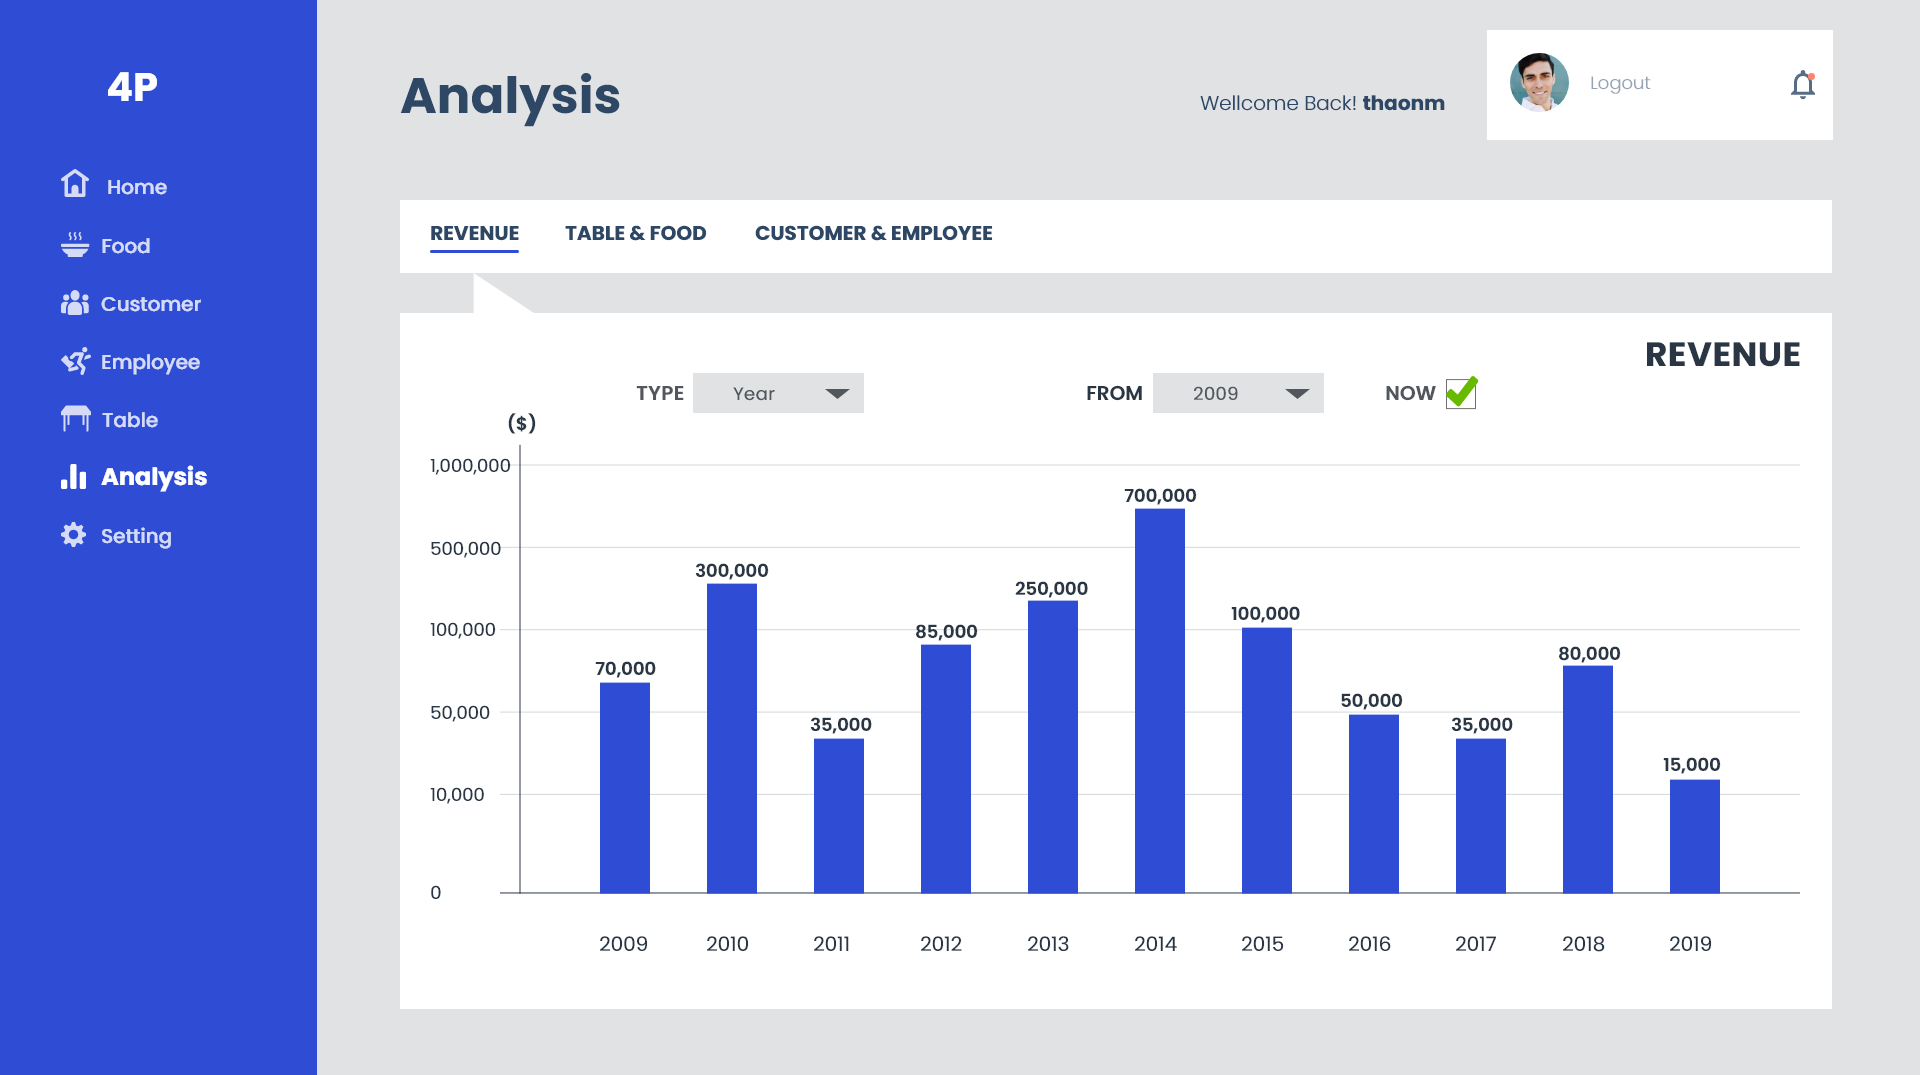 4P
Home
Food
Customer
Employee
Table
Analysis
Setting
Analysis
Wellcome Back! thaonm
Logout
REVENUE TABLE & FOOD CUSTOMER & EMPLOYEE
REVENUE
TYPE Year FROM 2009 NOW
($)
1,000,000
500,000
100,000
50,000
10,000
0
70,000
300,000
35,000
85,000
250,000
700,000
100,000
50,000
35,000
80,000
15,000
2009 2010 2011 2012 2013 2014 2015 2016 2017 2018 2019